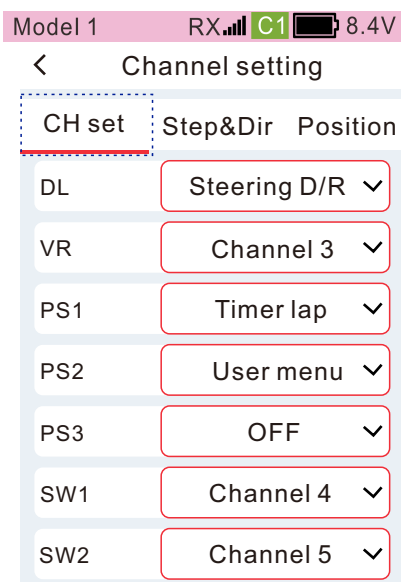 Model 1 RX C1 8.4V
Channel setting
CH set Step&Dir Position
DL Steering D/R
VR Channel 3
PS1 Timer lap
PS2 User menu
PS3 OFF
SW1 Channel 4
SW2 Channel 5